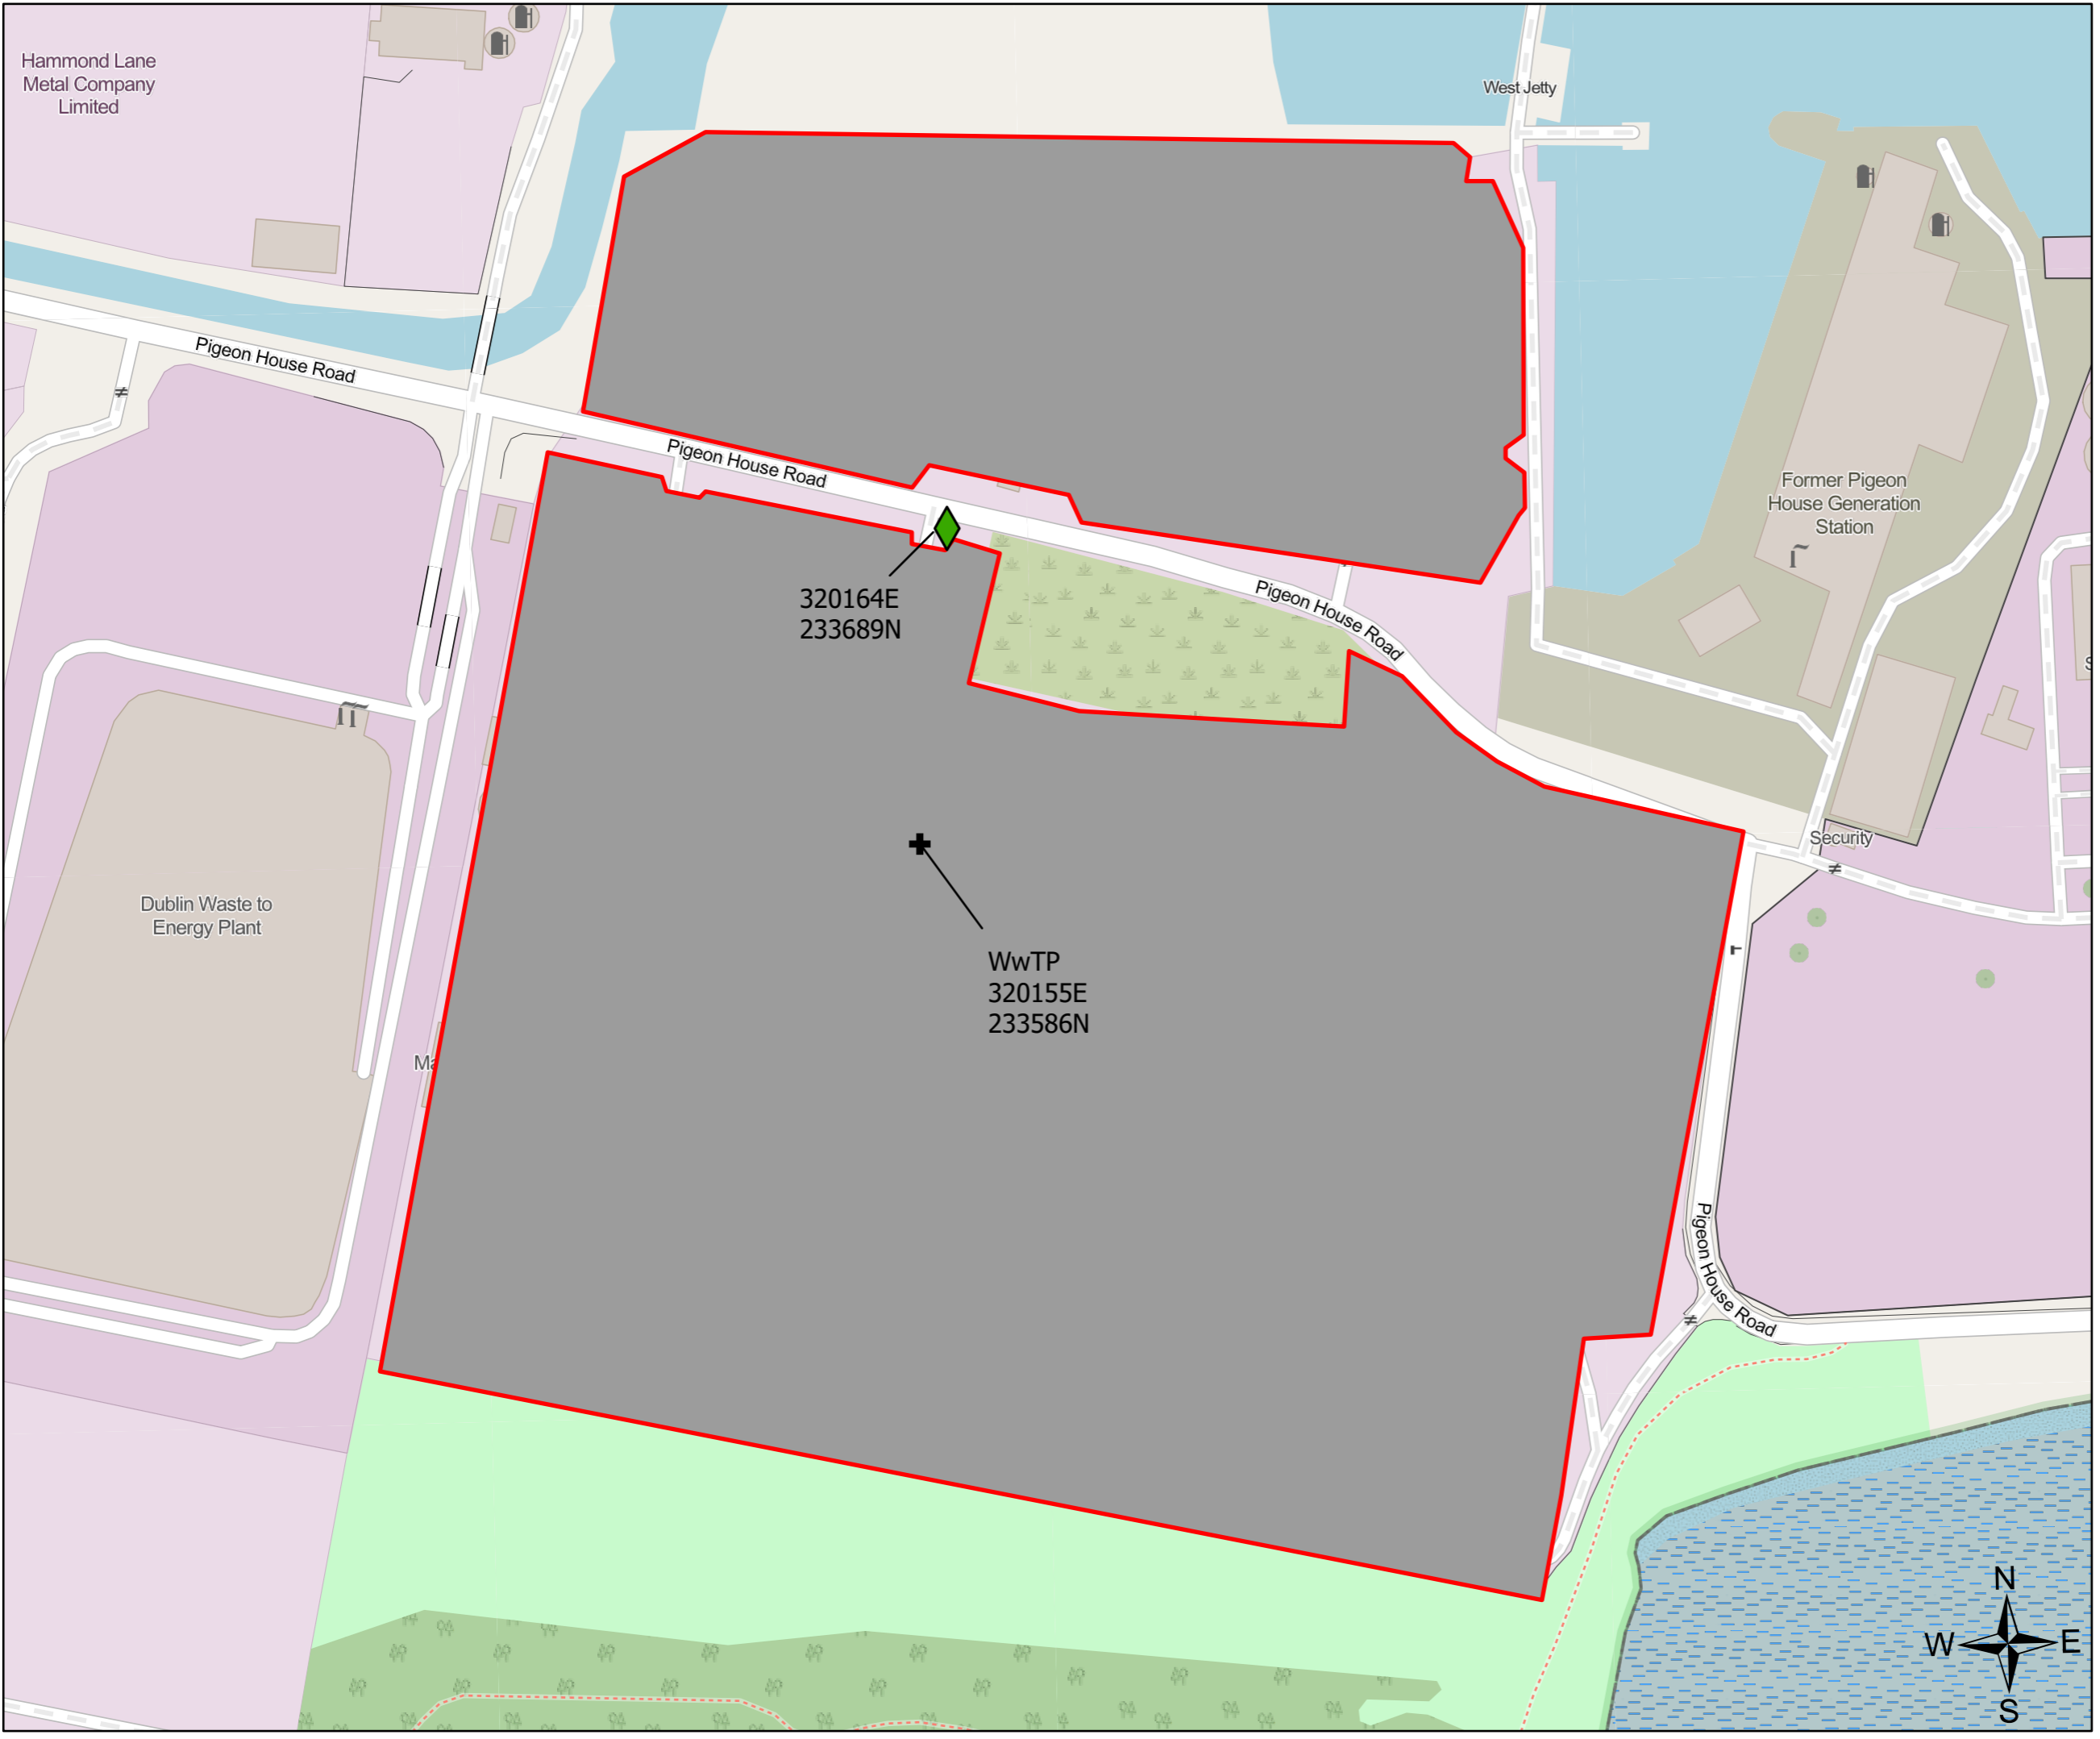 Hammond Lane
Metal Company
Limited
West Jetty
Pigeon House Road
Pigeon House Road
Former Pigeon
House Generation
Station
320164E
233689N
Pigeon House Road
Security
Dublin Waste to
Energy Plant
WwTP
320155E
233586N
Ma
Pigeon House Road
N
W E
S